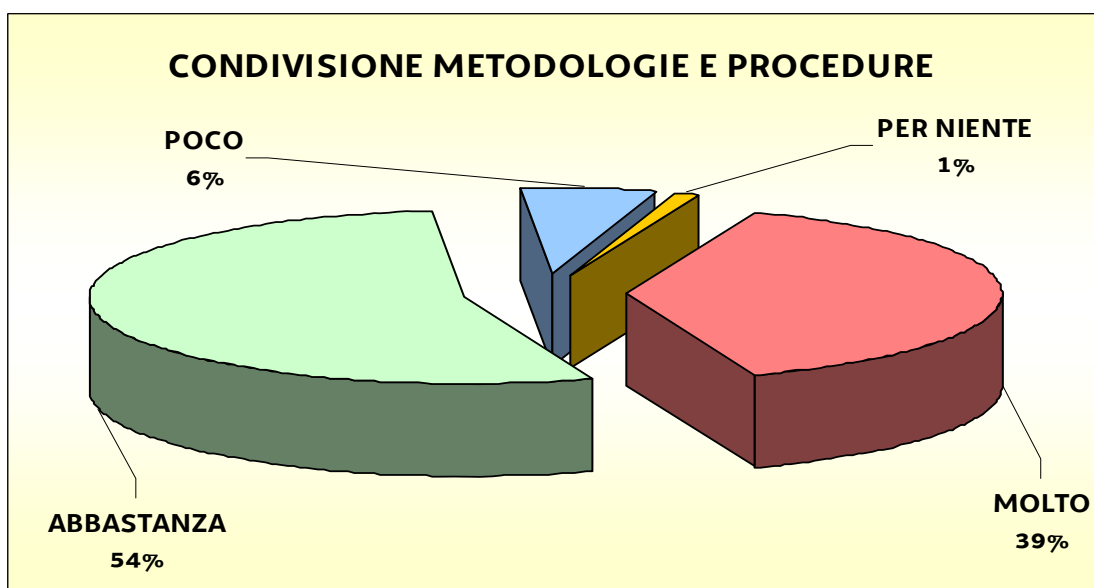 CONDIVISIONE METODOLOGIE E PROCEDURE
POCO
6%
PER NIENTE
1%
ABBASTANZA
54%
MOLTO
39%